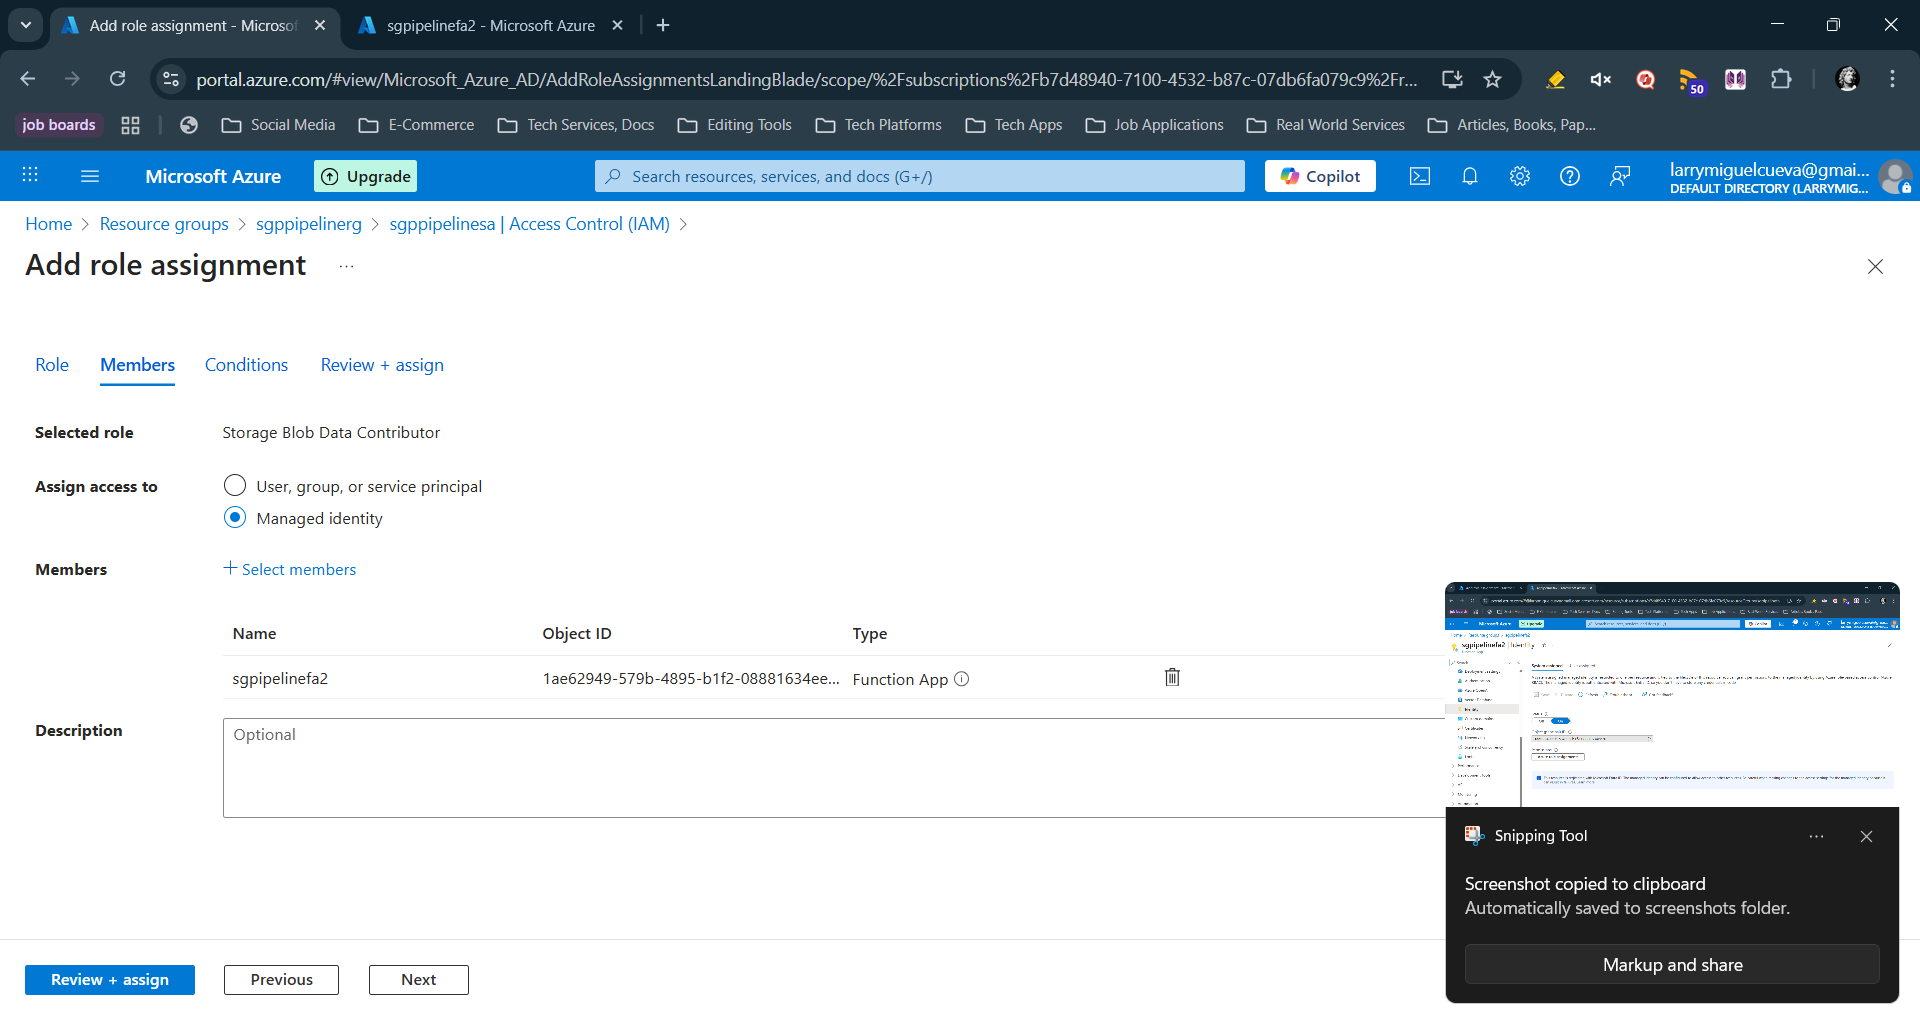 Add role assignment - Microsof
sgpipelinefa2 - Microsoft Azure
portal.azure.com/#view/Microsoft_Azure_AD/AddRoleAssignmentsLandingBlade/scope/%2Fsubscriptions%2Fb7d48940-7100-4532-b87c-07db6fa079c9%2Fr...
50
job boards
Social Media
E-Commerce
Tech Services, Docs
Editing Tools
Tech Platforms
Tech Apps
Job Applications
Real World Services
Articles, Books, Pap...
Microsoft Azure
Upgrade
Search resources, services, and docs (G+/)
Copilot
larrymiguelcueva@gmai...
DEFAULT DIRECTORY (LARRYMIG...
Home > Resource groups > sgppipelinerg > sgppipelinesa | Access Control (IAM) >
Add role assignment ...
Role Members Conditions Review + assign
Selected role Storage Blob Data Contributor
Assign access to User, group, or service principal
Managed identity
Members + Select members
Name Object ID Type
sgpipelinefa2 1ae62949-579b-4895-b1f2-08881634ee... Function App
Description Optional
sgpipelinefa2 | Identity
Snipping Tool
Screenshot copied to clipboard
Automatically saved to screenshots folder.
Markup and share
Review + assign Previous Next